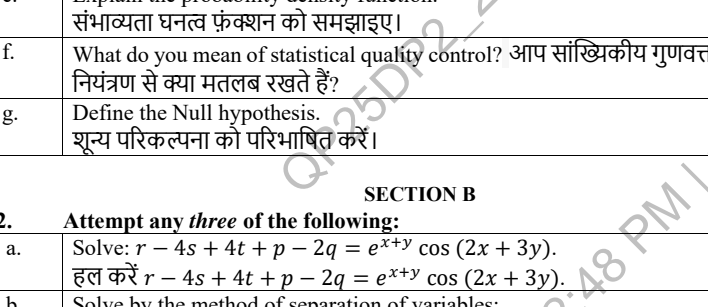 Explain the probability density function.
संभाव्यता घनत्व फ़ंक्शन को समझाइए।
f. What do you mean of statistical quality control? आप सांख्यिकीय
नियंत्रण से क्या मतलब रखते हैं?
g. Define the Null hypothesis.
शून्य परिकल्पना को परिभाषित करें।
SECTION B
2. Attempt any three of the following:
a. Solve: r − 4s + 4t + p − 2q = e^{x+y} cos (2x + 3y).
हल करें r − 4s + 4t + p − 2q = e^{x+y} cos (2x + 3y).
b. Solve by the method of separation of variables:
QP25DP2_2
:48 PM |